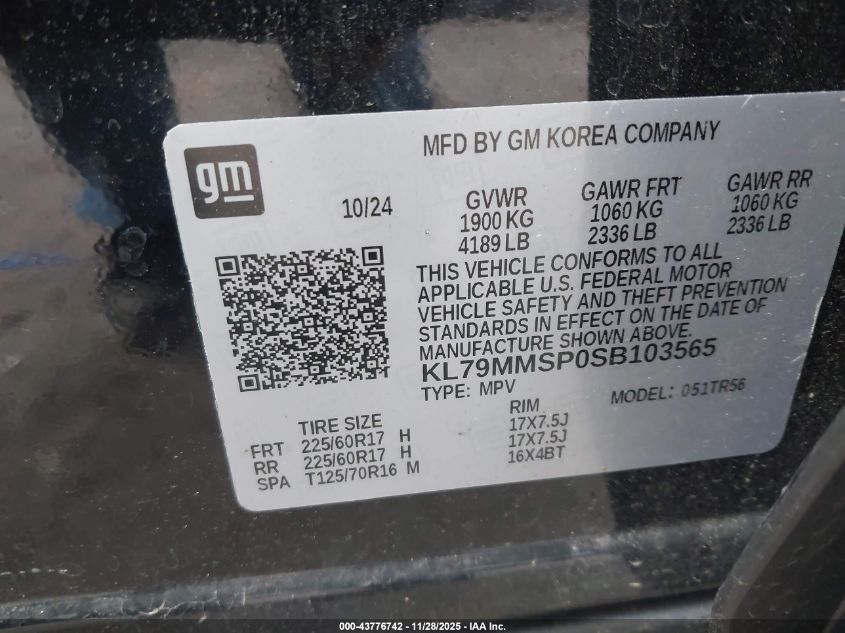 MFD BY GM KOREA COMPANY
gm
10/24
GVWR
1900 KG
4189 LB
GAWR FRT
1060 KG
2336 LB
GAWR RR
1060 KG
2336 LB
THIS VEHICLE CONFORMS TO ALL
APPLICABLE U.S. FEDERAL MOTOR
VEHICLE SAFETY AND THEFT PREVENTION
STANDARDS IN EFFECT ON THE DATE OF
MANUFACTURE SHOWN ABOVE.
KL79MMSP0SB103565
TYPE: MPV
MODEL: 051TR56
TIRE SIZE
RIM
FRT 225/60R17 H 17X7.5J
RR 225/60R17 H 17X7.5J
SPA T125/70R16 M 16X4BT
000-43776742 - 11/28/2025 - IAA Inc.